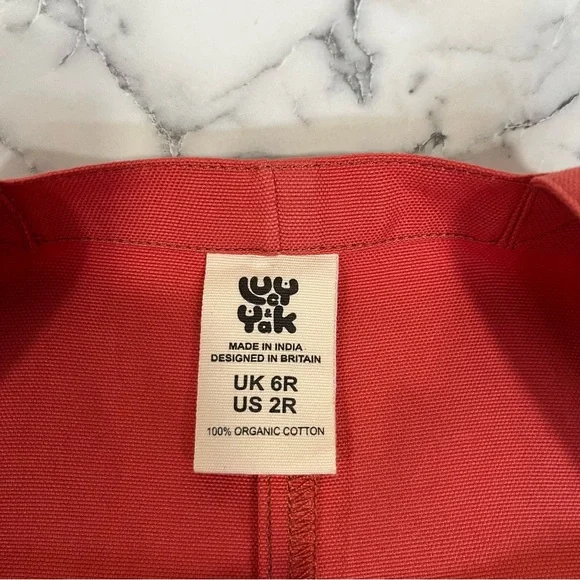 Lucy
& Yak
MADE IN INDIA
DESIGNED IN BRITAIN
UK 6R
US 2R
100% ORGANIC COTTON